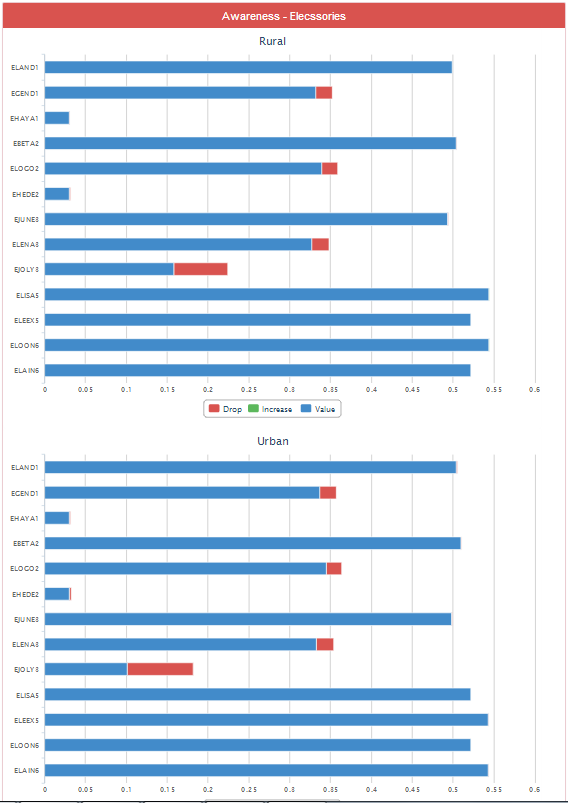 Awareness - Elecssories
Rural
ELAND1
EGEND1
EHAYA1
EBETA2
ELOGO2
EHEDE2
EJUNE3
ELENA3
EJOLY3
ELISA5
ELEEX5
ELOON6
ELAIN6
0 0.05 0.1 0.15 0.2 0.25 0.3 0.35 0.4 0.45 0.5 0.55 0.6
Drop Increase Value
Urban
ELAND1
EGEND1
EHAYA1
EBETA2
ELOGO2
EHEDE2
EJUNE3
ELENA3
EJOLY3
ELISA5
ELEEX5
ELOON6
ELAIN6
0 0.05 0.1 0.15 0.2 0.25 0.3 0.35 0.4 0.45 0.5 0.55 0.6